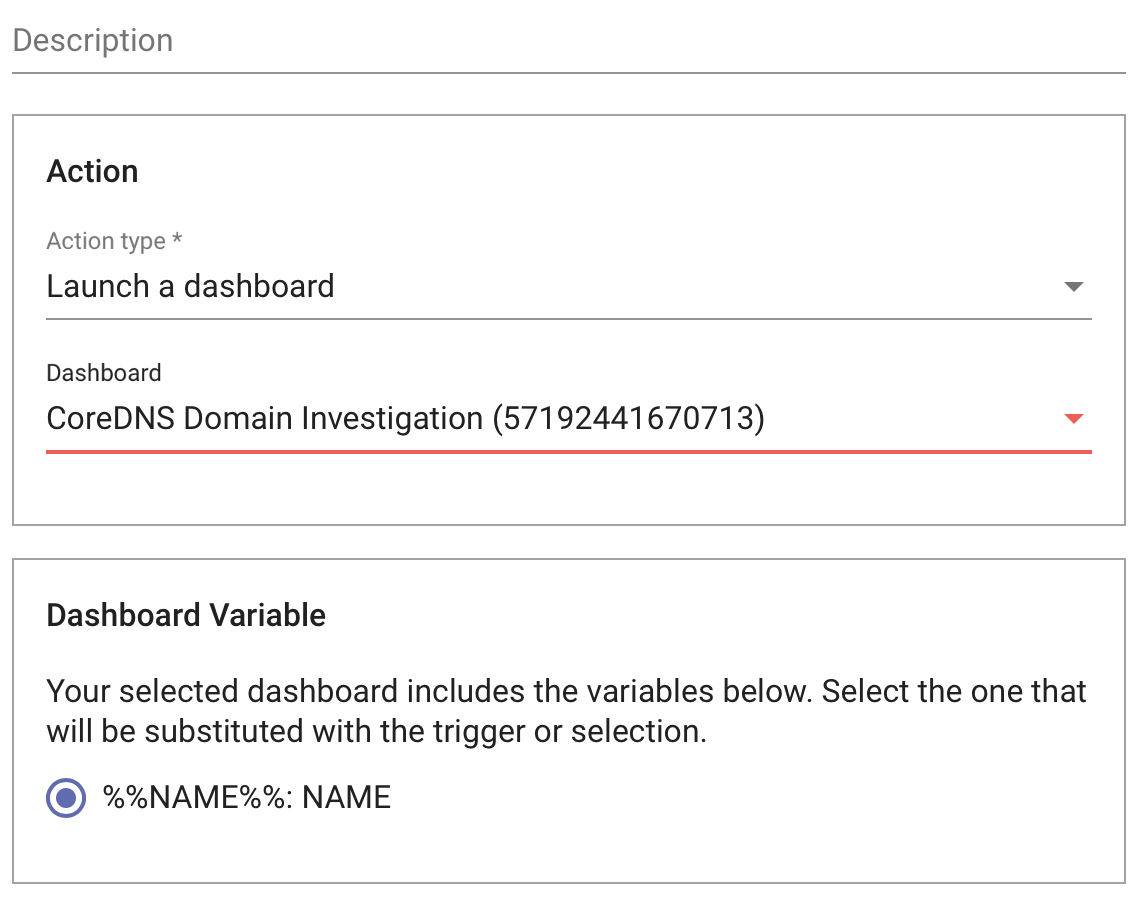 Description
Action
Action type *
Launch a dashboard
Dashboard
CoreDNS Domain Investigation (57192441670713)
Dashboard Variable
Your selected dashboard includes the variables below. Select the one that
will be substituted with the trigger or selection.
%%NAME%%: NAME